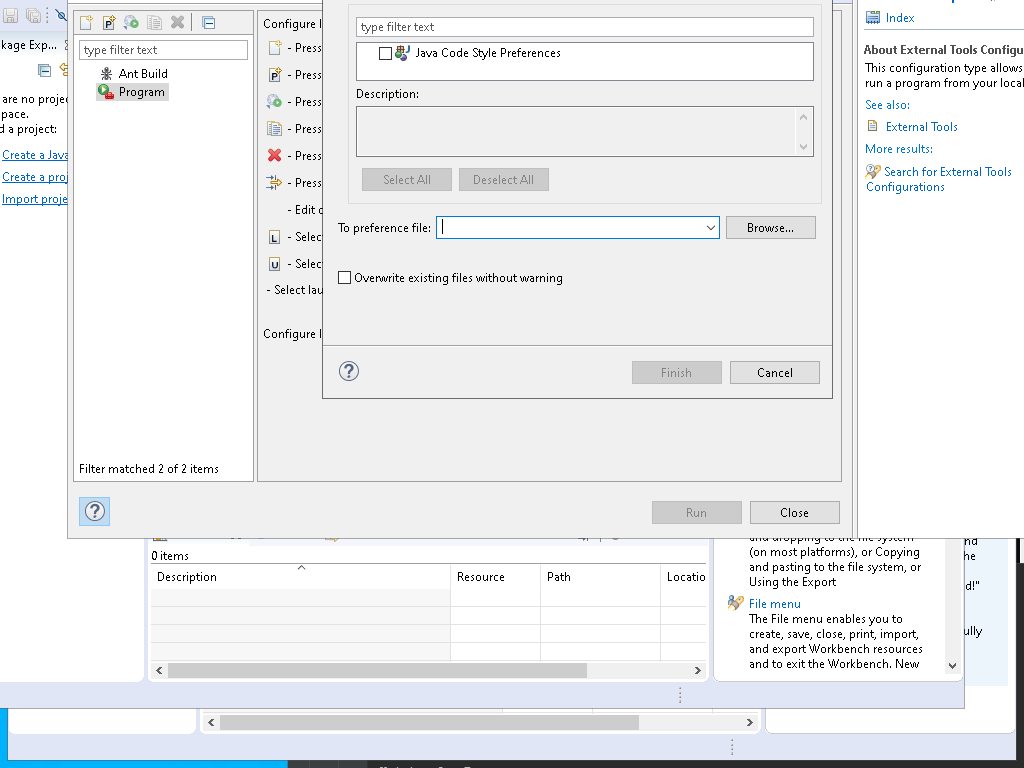 kage Exp...
are no projec
pace.
d a project:
Create a Java
Create a proj
Import proje
type filter text
Ant Build
Program
Filter matched 2 of 2 items
Configure l
- Press
- Press
- Press
- Press
- Press
- Press
- Edit o
- Selec
- Selec
- Select lau
Configure l
type filter text
Java Code Style Preferences
Description:
Select All
Deselect All
To preference file:
Browse...
Overwrite existing files without warning
Finish
Cancel
Run
Close
Index
About External Tools Configu
This configuration type allows
run a program from your local
See also:
External Tools
More results:
Search for External Tools
Configurations
0 items
Description
Resource
Path
Locatio
and dropping to the file system
(on most platforms), or Copying
and pasting to the file system, or
Using the Export
File menu
The File menu enables you to
create, save, close, print, import,
and export Workbench resources
and to exit the Workbench. New
nd
he
d!"
ully